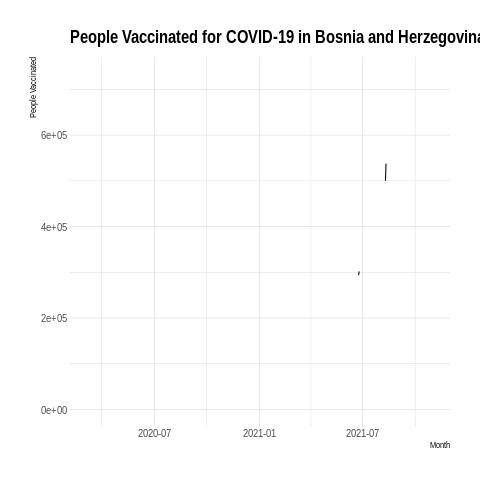 People Vaccinated for COVID-19 in Bosnia and Herzegovina
People Vaccinated
6e+05
4e+05
2e+05
0e+00
2020-07 2021-01 2021-07
Month